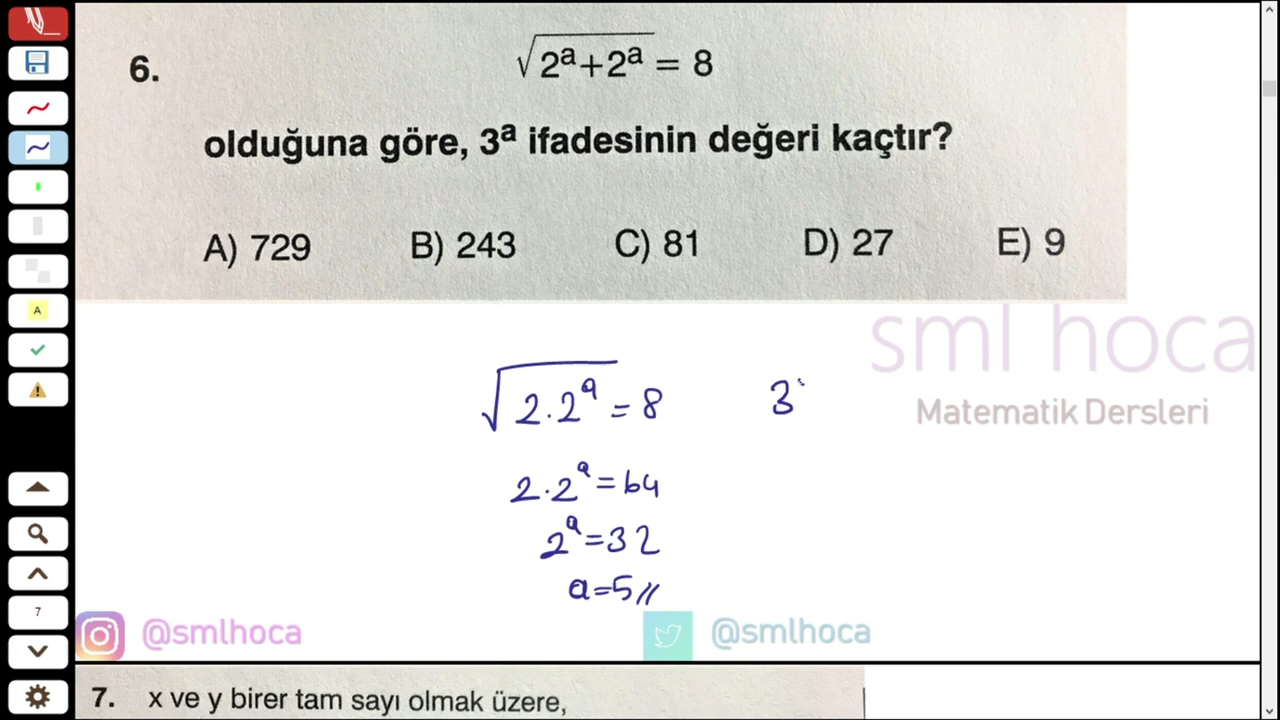 6.
√2ᵃ+2ᵃ = 8
olduğuna göre, 3ᵃ ifadesinin değeri kaçtır?
A) 729 B) 243 C) 81 D) 27 E) 9
sml hoca
Matematik Dersleri
√2.2ᵃ = 8 3
2.2ᵃ = 64
2ᵃ = 32
a=5//
@smlhoca @smlhoca
7. x ve y birer tam sayı olmak üzere,
A
7